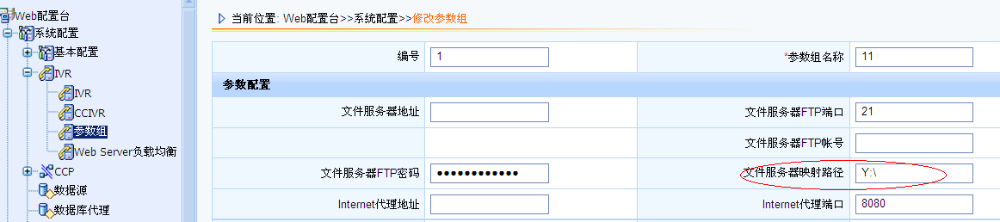 Web配置台
系统配置
基本配置
IVR
IVR
CCIVR
参数组
Web Server负载均衡
CCP
数据源
数据库代理
当前位置: Web配置台>>系统配置>>修改参数组
编号 1 *参数组名称 11
参数配置
文件服务器地址 文件服务器FTP端口 21
文件服务器FTP帐号
文件服务器FTP密码 ●●●●●●●●●●●● 文件服务器映射路径 Y:\
Internet代理地址 Internet代理端口 8080